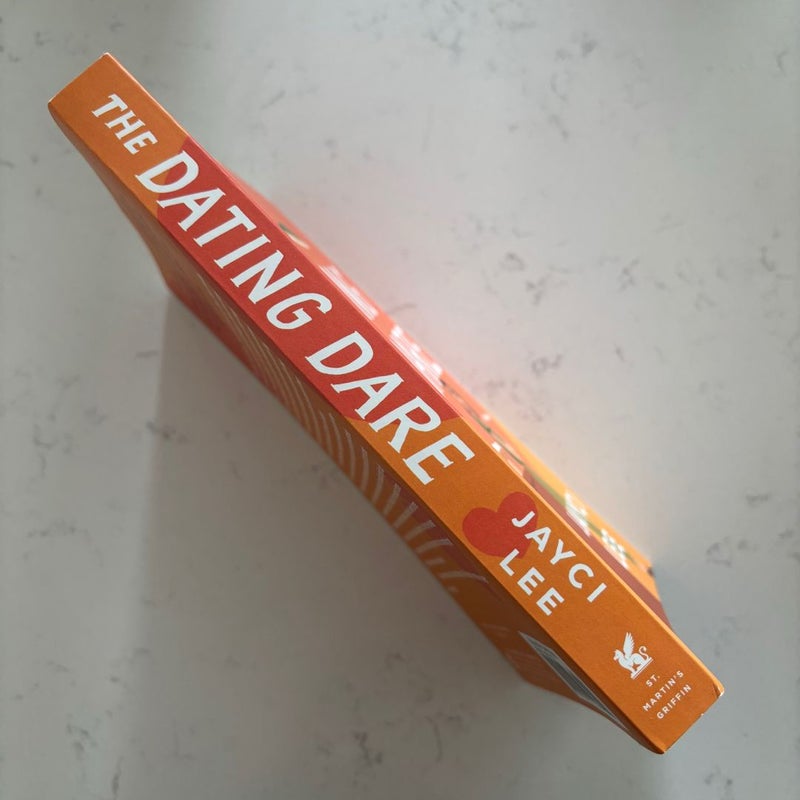 THE DATING DARE
JAYCI
LEE
ST.
MARTIN'S
GRIFFIN